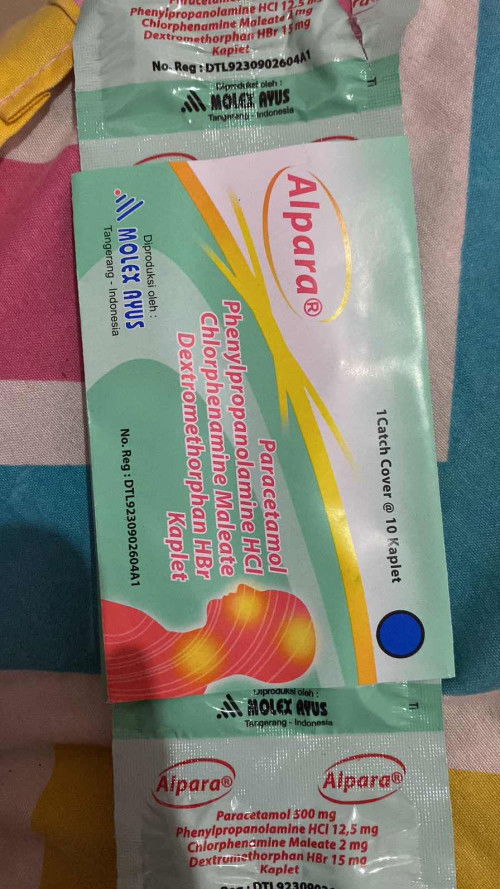 Phenylpropanolamine HCl 12,5 mg
Chlorphenamine Maleate 2 mg
Dextromethorphan HBr 15 mg
Kaplet
No. Reg : DTL9230902604A1
Diproduksi oleh :
MOLEX AYUS
Tangerang - Indonesia
Alpara®
1Catch Cover @ 10 Kaplet
Paracetamol
Phenylpropanolamine HCl
Chlorphenamine Maleate
Dextromethorphan HBr
Kaplet
Diproduksi oleh :
MOLEX AYUS
Tangerang - Indonesia
No. Reg : DTL9230902604A1
Diproduksi oleh :
MOLEX AYUS
Tangerang - Indonesia
Alpara®
Alpara®
Paracetamol 500 mg
Phenylpropanolamine HCl 12,5 mg
Chlorphenamine Maleate 2 mg
Dextromethorphan HBr 15 mg
Kaplet